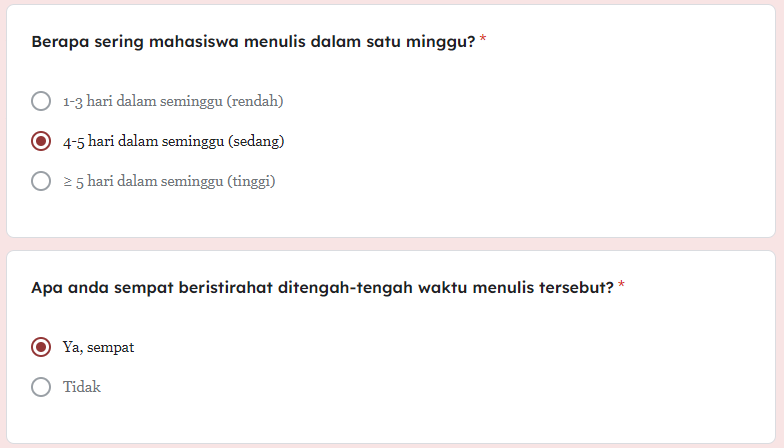 Berapa sering mahasiswa menulis dalam satu minggu? *
1-3 hari dalam seminggu (rendah)
4-5 hari dalam seminggu (sedang)
≥ 5 hari dalam seminggu (tinggi)
Apa anda sempat beristirahat ditengah-tengah waktu menulis tersebut? *
Ya, sempat
Tidak